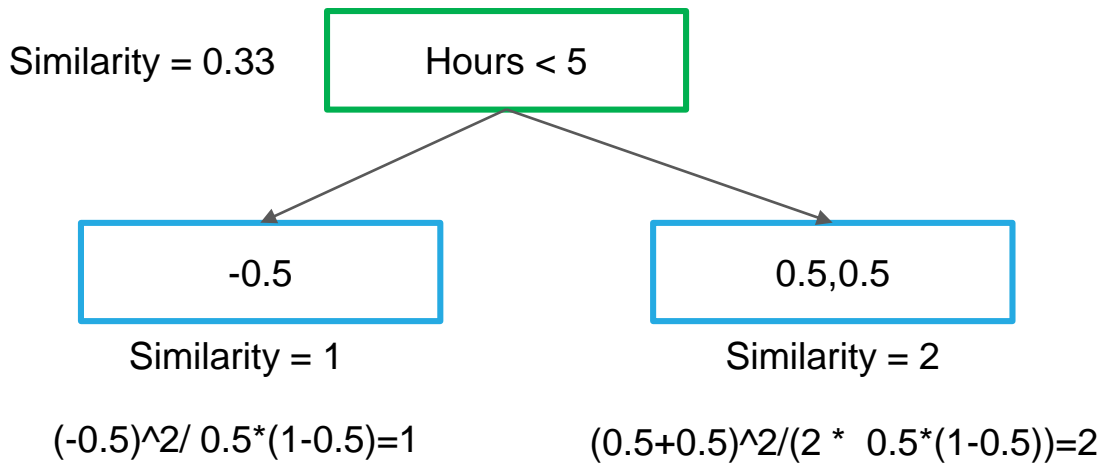 Similarity = 0.33
Hours < 5
-0.5
0.5,0.5
Similarity = 1
Similarity = 2
(-0.5)^2/ 0.5*(1-0.5)=1
(0.5+0.5)^2/(2 * 0.5*(1-0.5))=2